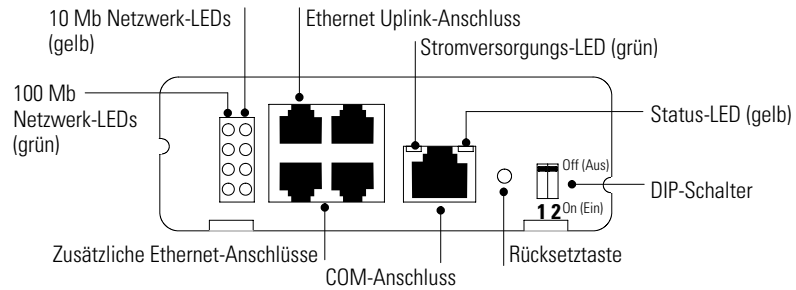 10 Mb Netzwerk-LEDs
(gelb)
Ethernet Uplink-Anschluss
Stromversorgungs-LED (grün)
100 Mb
Netzwerk-LEDs
(grün)
Status-LED (gelb)
Off (Aus)
DIP-Schalter
1 2 On (Ein)
Zusätzliche Ethernet-Anschlüsse
COM-Anschluss
Rücksetztaste